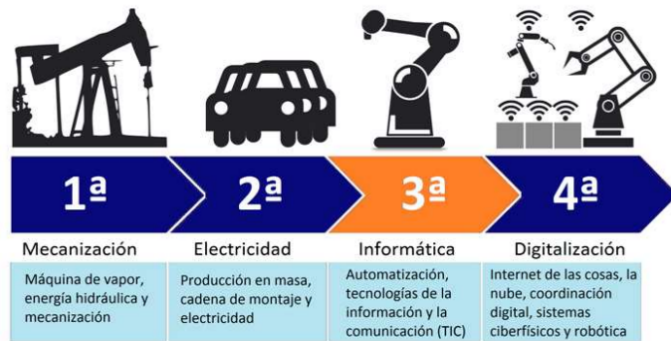 1ª
2ª
3ª
4ª
Mecanización
Electricidad
Informática
Digitalización
Máquina de vapor,
energía hidráulica y
mecanización
Producción en masa,
cadena de montaje y
electricidad
Automatización,
tecnologías de la
información y la
comunicación (TIC)
Internet de las cosas, la
nube, coordinación
digital, sistemas
ciberfísicos y robótica